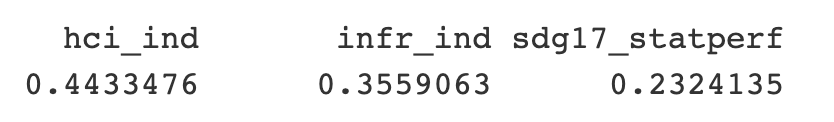 hci_ind infr_ind sdg17_statperf
0.4433476 0.3559063 0.2324135